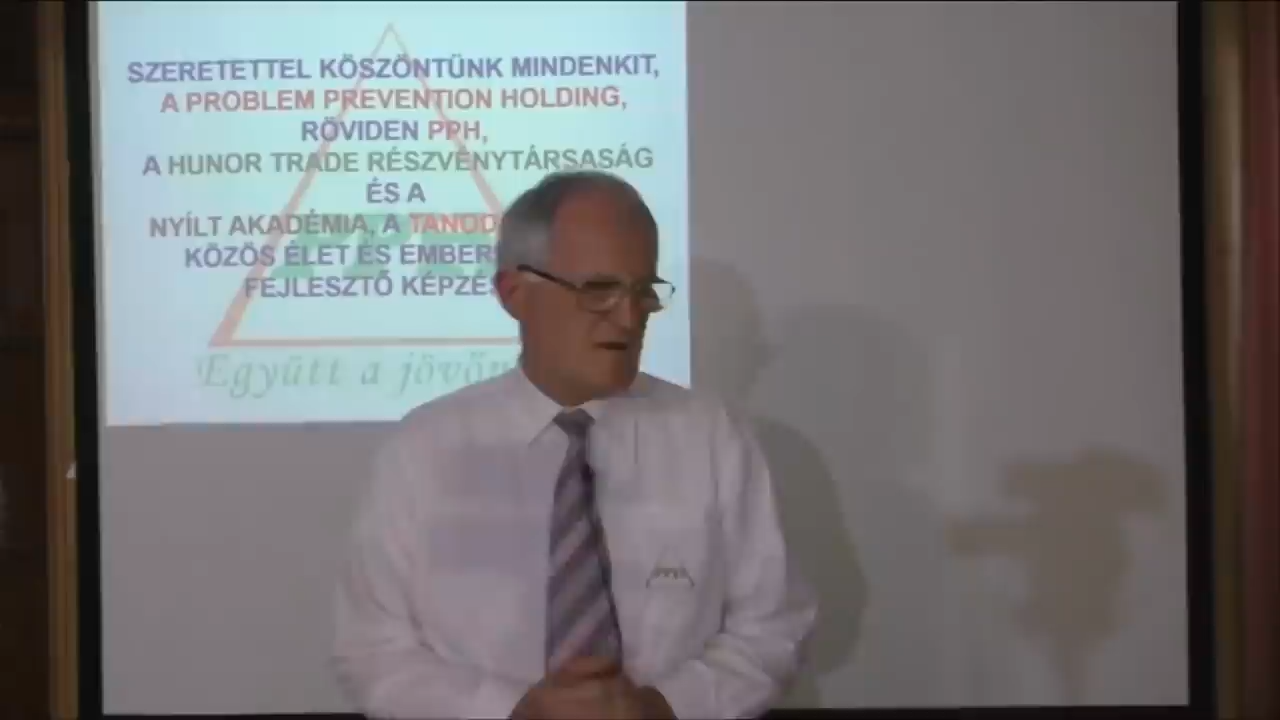 SZERETETTEL KÖSZÖNTÜNK MINDENKIT,
A PROBLEM PREVENTION HOLDING,
RÖVIDEN PPH,
A HUNOR TRADE RÉSZVÉNYTÁRSASÁG
ÉS A
NYÍLT AKADÉMIA, A
KÖZÖS ÉLET ÉS
FEJLESZTŐ
Együtt a